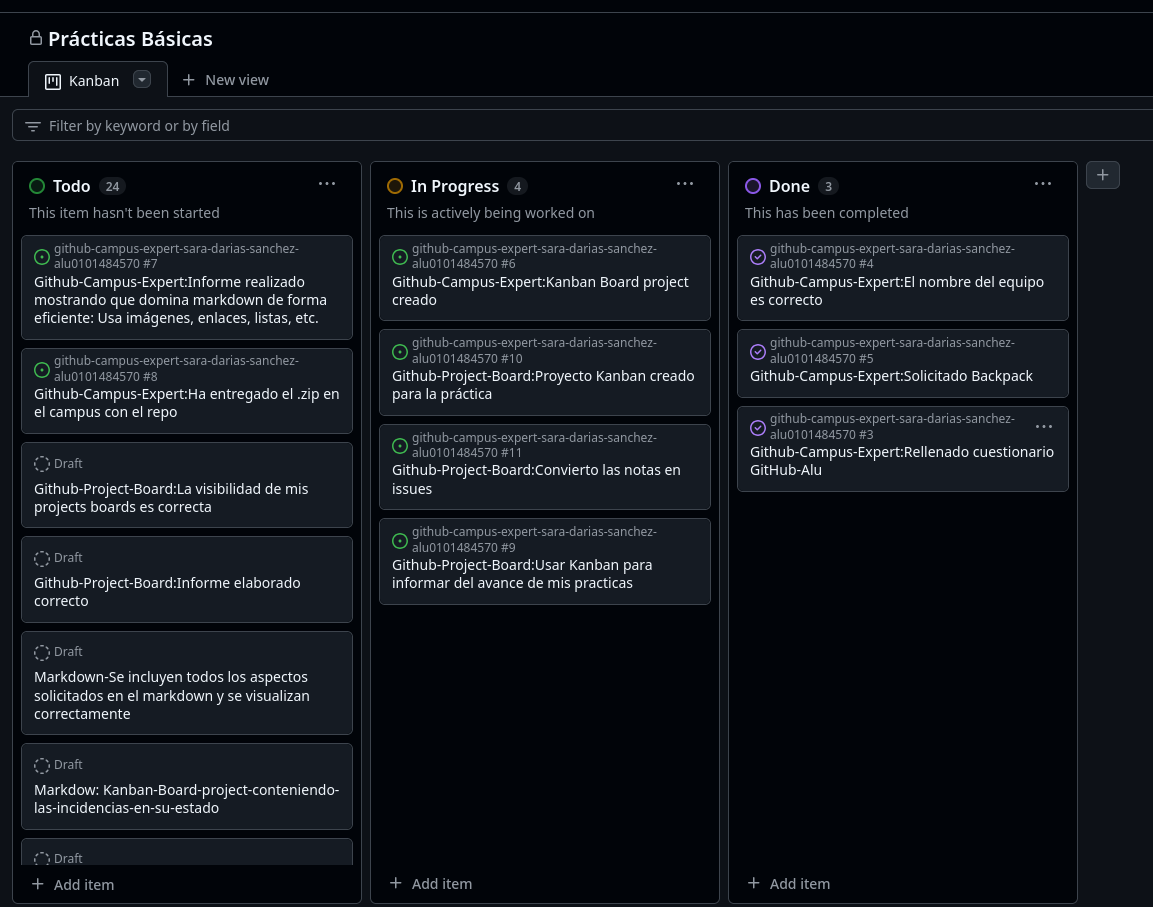 Prácticas Básicas
Kanban
New view
Filter by keyword or by field
Todo 24
This item hasn't been started
github-campus-expert-sara-darias-sanchez-
alu0101484570 #7
Github-Campus-Expert:Informe realizado
mostrando que domina markdown de forma
eficiente: Usa imágenes, enlaces, listas, etc.
github-campus-expert-sara-darias-sanchez-
alu0101484570 #8
Github-Campus-Expert:Ha entregado el .zip en
el campus con el repo
Draft
Github-Project-Board:La visibilidad de mis
projects boards es correcta
Draft
Github-Project-Board:Informe elaborado
correcto
Draft
Markdown-Se incluyen todos los aspectos
solicitados en el markdown y se visualizan
correctamente
Draft
Markdow: Kanban-Board-project-conteniendo-
las-incidencias-en-su-estado
Draft
Add item
In Progress 4
This is actively being worked on
github-campus-expert-sara-darias-sanchez-
alu0101484570 #6
Github-Campus-Expert:Kanban Board project
creado
github-campus-expert-sara-darias-sanchez-
alu0101484570 #10
Github-Project-Board:Proyecto Kanban creado
para la práctica
github-campus-expert-sara-darias-sanchez-
alu0101484570 #11
Github-Project-Board:Convierto las notas en
issues
github-campus-expert-sara-darias-sanchez-
alu0101484570 #9
Github-Project-Board:Usar Kanban para
informar del avance de mis practicas
Add item
Done 3
This has been completed
github-campus-expert-sara-darias-sanchez-
alu0101484570 #4
Github-Campus-Expert:El nombre del equipo
es correcto
github-campus-expert-sara-darias-sanchez-
alu0101484570 #5
Github-Campus-Expert:Solicitado Backpack
github-campus-expert-sara-darias-sanchez-
alu0101484570 #3
Github-Campus-Expert:Rellenado cuestionario
GitHub-Alu
Add item